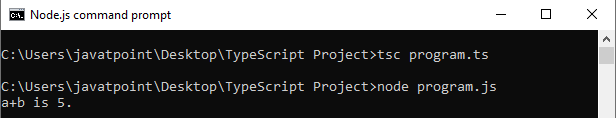 Node.js command prompt
C:\Users\javatpoint\Desktop\TypeScript Project>tsc program.ts
C:\Users\javatpoint\Desktop\TypeScript Project>node program.js
a+b is 5.